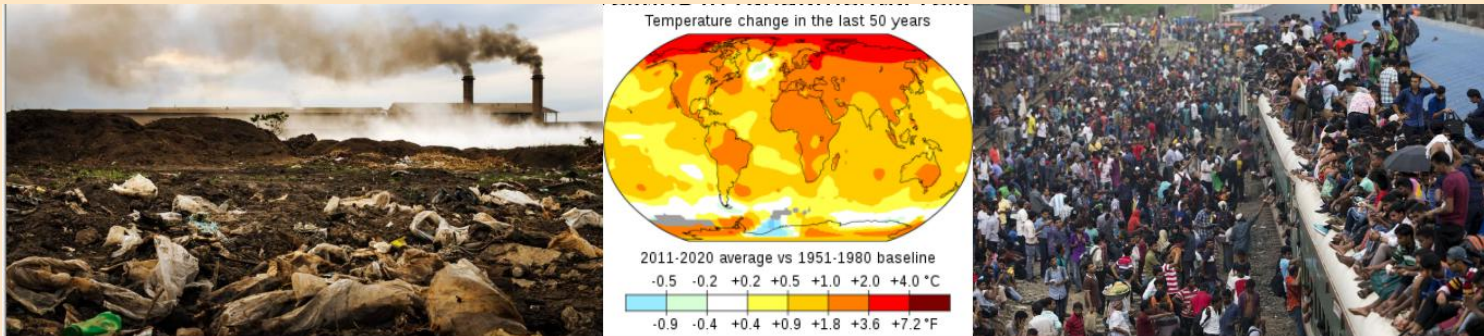 Temperature change in the last 50 years
2011-2020 average vs 1951-1980 baseline
-0.5 -0.2 +0.2 +0.5 +1.0 +2.0 +4.0 °C
-0.9 -0.4 +0.4 +0.9 +1.8 +3.6 +7.2 °F